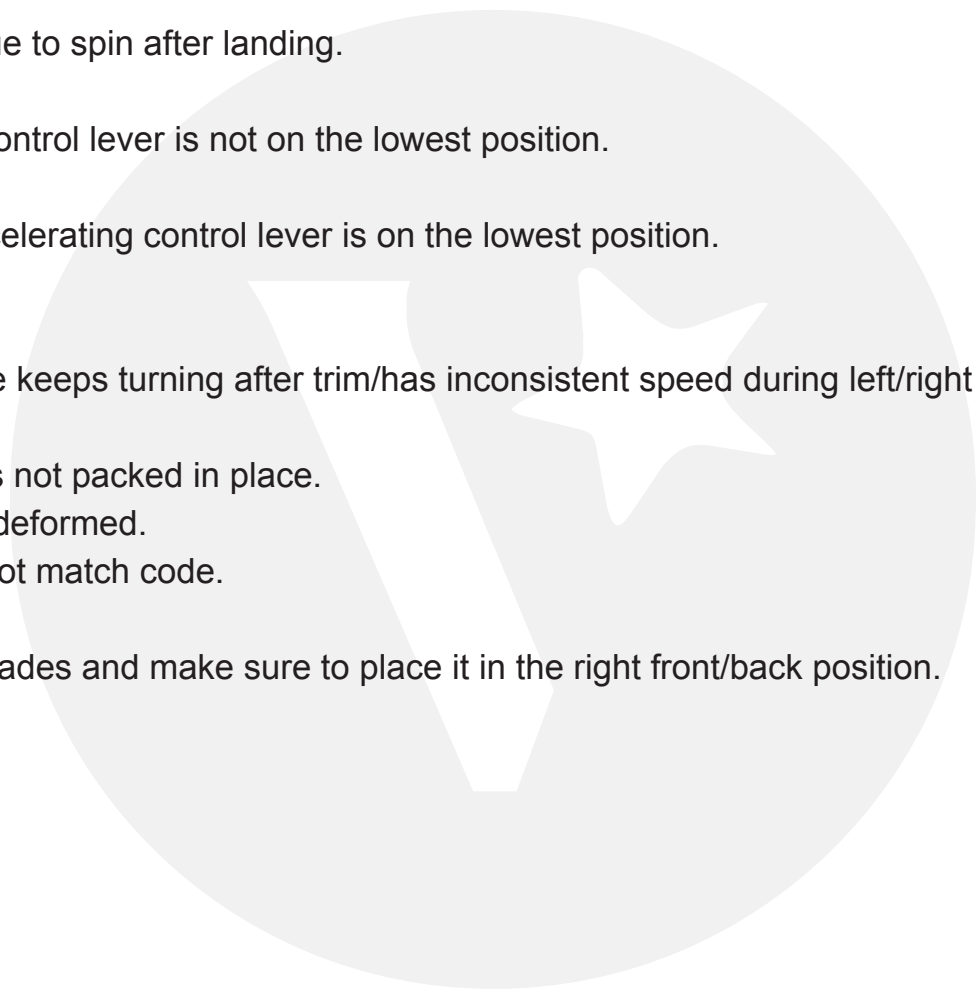 e to spin after landing.
ontrol lever is not on the lowest position.
elerating control lever is on the lowest position.
e keeps turning after trim/has inconsistent speed during left/right
s not packed in place.
deformed.
ot match code.
ades and make sure to place it in the right front/back position.